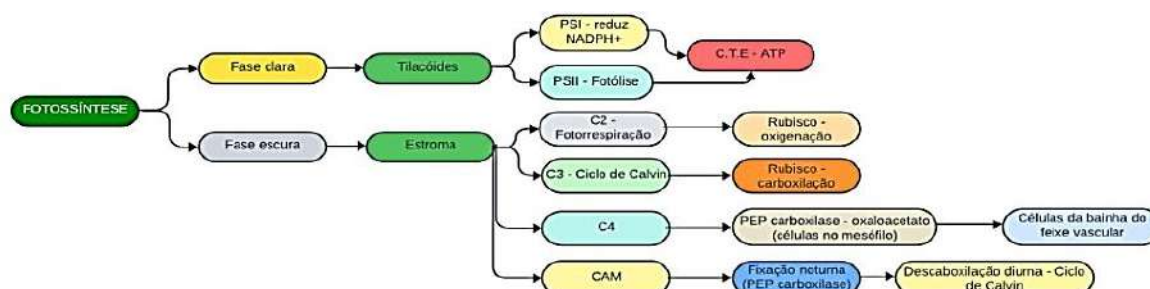 FOTOSSÍNTESE
Fase clara
Tilacóides
PSI - reduz
NADPH+
C.T.E - ATP
PSII - Fotólise
Fase escura
Estroma
C2 -
Fotorrespiração
Rubisco -
oxigenação
C3 - Ciclo de Calvin
Rubisco -
carboxilação
C4
PEP carboxilase - oxaloacetato
(células no mesófilo)
Células da bainha do
feixe vascular
CAM
Fixação noturna
(PEP carboxilase)
Descaboxilação diurna - Ciclo
de Calvin